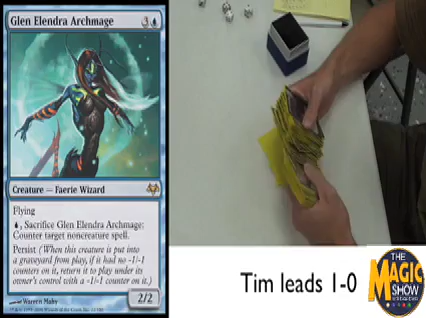 Glen Elendra Archmage 3
Creature — Faerie Wizard
Flying
, Sacrifice Glen Elendra Archmage:
Counter target noncreature spell.
Persist (When this creature is put into
a graveyard from play, if it had no -1/-1
counters on it, return it to play under its
owner's control with a -1/-1 counter on it.)
2/2
Tim leads 1-0
THE
MAGIC
SHOW